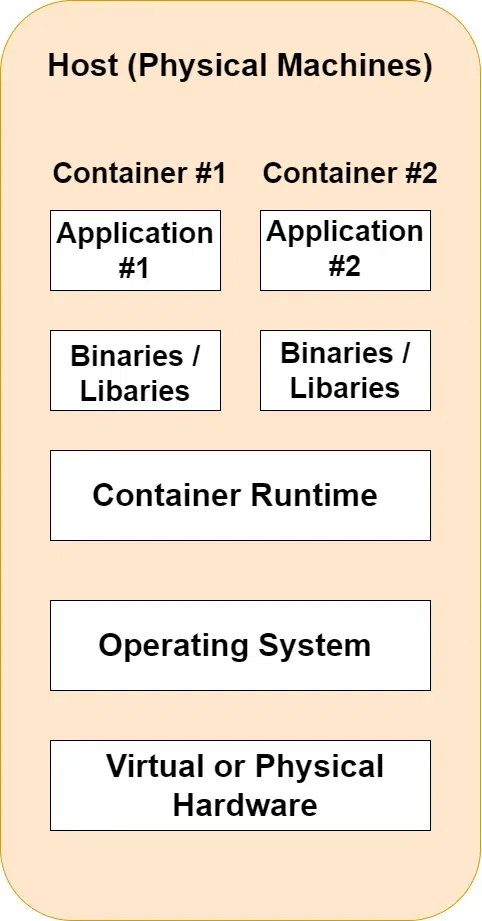 Host (Physical Machines)
Container #1
Container #2
Application
#1
Application
#2
Binaries /
Libaries
Binaries /
Libaries
Container Runtime
Operating System
Virtual or Physical
Hardware